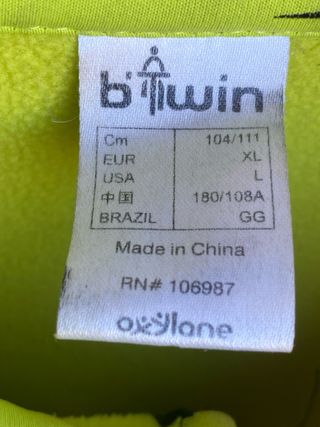 b'Twin
Cm 104/111
EUR XL
USA L
中国 180/108A
BRAZIL GG
Made in China
RN# 106987
oxylane